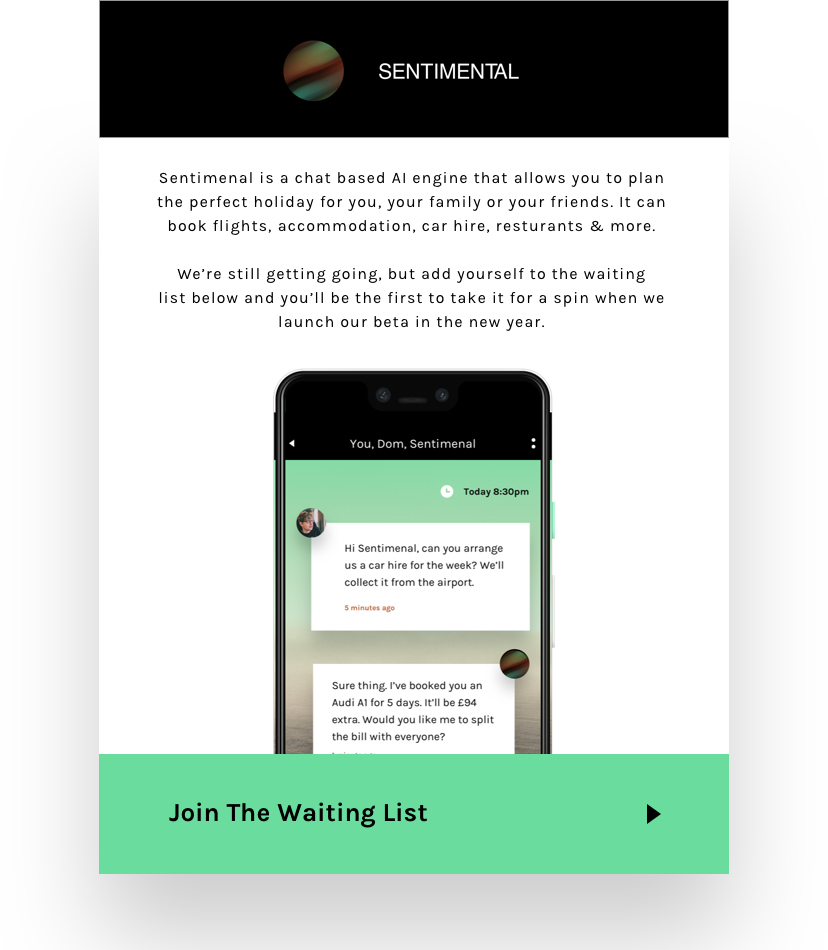 SENTIMENTAL
Sentimenal is a chat based AI engine that allows you to plan
the perfect holiday for you, your family or your friends. It can
book flights, accommodation, car hire, resturants & more.
We’re still getting going, but add yourself to the waiting
list below and you’ll be the first to take it for a spin when we
launch our beta in the new year.
You, Dom, Sentimenal
Today 8:30pm
Hi Sentimenal, can you arrange
us a car hire for the week? We’ll
collect it from the airport.
5 minutes ago
Sure thing. I’ve booked you an
Audi A1 for 5 days. It’ll be £94
extra. Would you like me to split
the bill with everyone?
Join The Waiting List